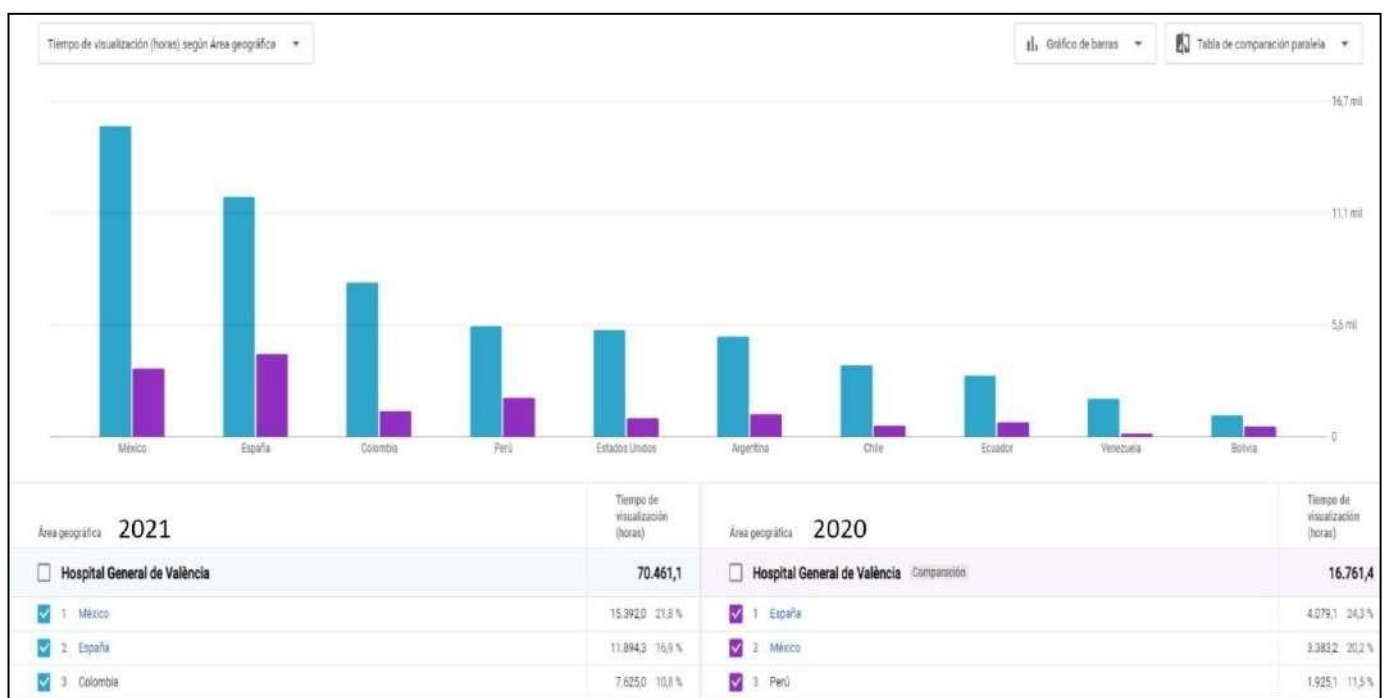 Tiempo de visualización (horas) según Área geográfica
Gráfico de barras
Tabla de comparación paralela
16,7 mil
11,1 mil
5,6 mil
0
México España Colombia Perú Estados Unidos Argentina Chile Ecuador Venezuela Bolivia
Área geográfica 2021
Tiempo de
visualización
(horas)
Hospital General de València 70.461,1
1 México 15.392,0 21,8 %
2 España 11.894,3 16,9 %
3 Colombia 7.625,0 10,8 %
Área geográfica 2020
Tiempo de
visualización
(horas)
Hospital General de València Comparación 16.761,4
1 España 4.079,1 24,3 %
2 México 3.383,2 20,2 %
3 Perú 1.925,1 11,5 %